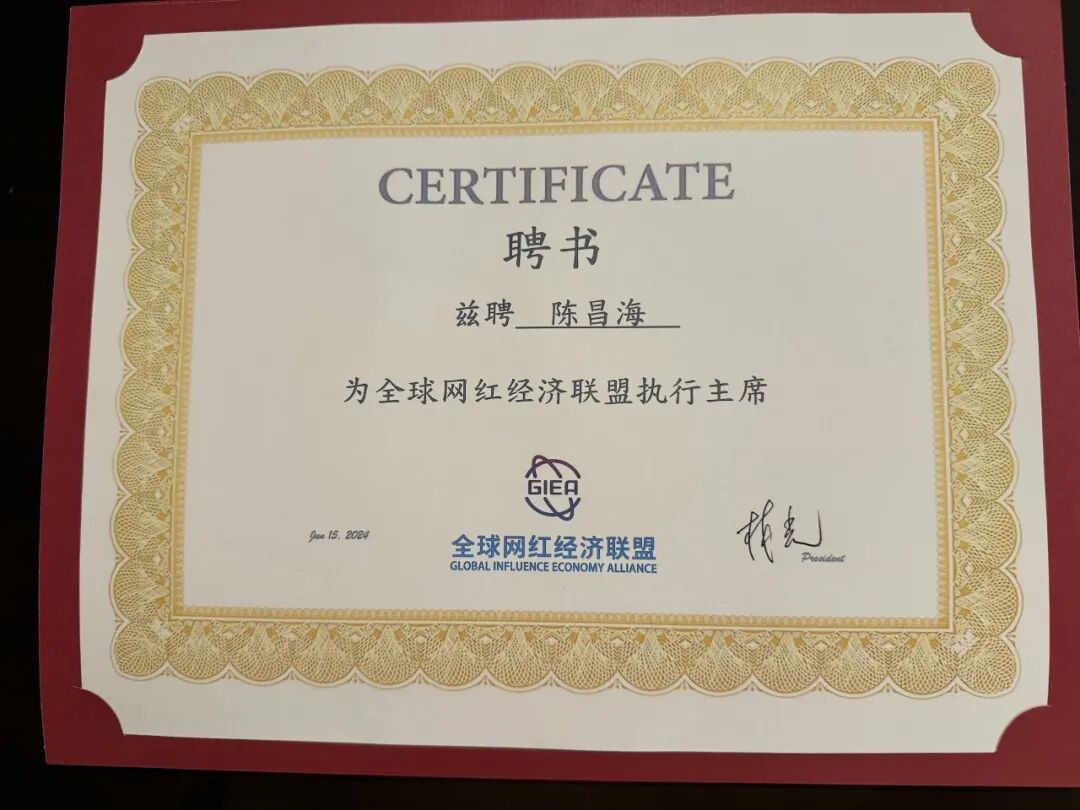 CERTIFICATE
聘书
兹聘 陈昌海
为全球网红经济联盟执行主席
GIEA
Jun 15, 2024
全球网红经济联盟
GLOBAL INFLUENCE ECONOMY ALLIANCE
President